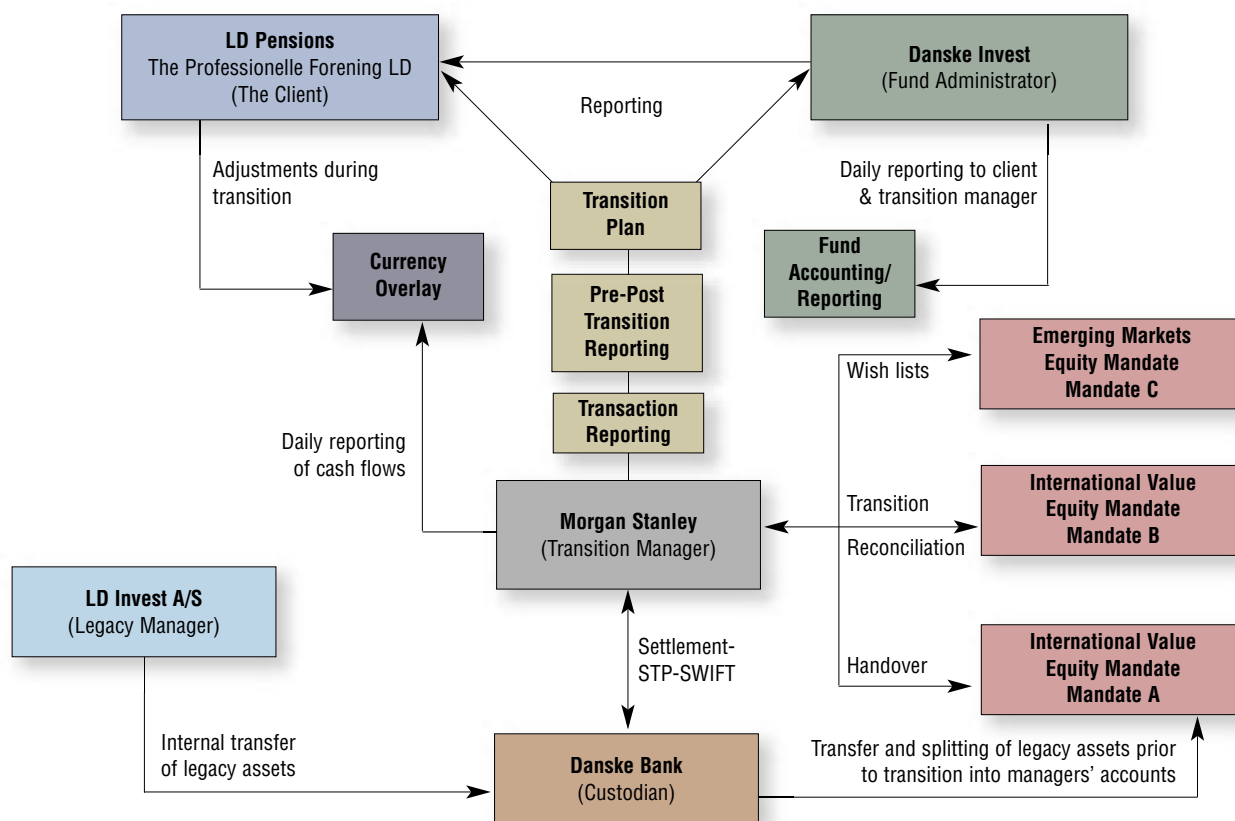 LD Pensions
The Professionelle Forening LD
(The Client)
Danske Invest
(Fund Administrator)
Reporting
Adjustments during
transition
Daily reporting to client
& transition manager
Transition
Plan
Currency
Overlay
Fund
Accounting/
Reporting
Pre-Post
Transition
Reporting
Emerging Markets
Equity Mandate
Mandate C
Wish lists
Transaction
Reporting
Daily reporting
of cash flows
Morgan Stanley
(Transition Manager)
Transition
Reconciliation
International Value
Equity Mandate
Mandate B
LD Invest A/S
(Legacy Manager)
Settlement-
STP-SWIFT
Handover
International Value
Equity Mandate
Mandate A
Internal transfer
of legacy assets
Danske Bank
(Custodian)
Transfer and splitting of legacy assets prior
to transition into managers’ accounts